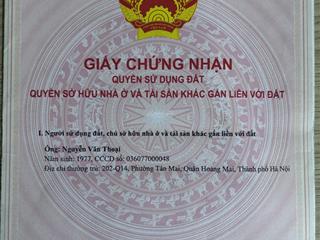 GIẤY CHỨNG NHẬN
QUYỀN SỬ DỤNG ĐẤT
QUYỀN SỞ HỮU NHÀ Ở VÀ TÀI SẢN KHÁC GẮN LIỀN VỚI ĐẤT
I. Người sử dụng đất, chủ sở hữu nhà ở và tài sản khác gắn liền với đất
Ông: Nguyễn Văn Thoại
Năm sinh: 1977, CCCD số: 036077000048
Địa chỉ thường trú: 202-Q14, Phường Tân Mai, Quận Hoàng Mai, Thành phố Hà Nội